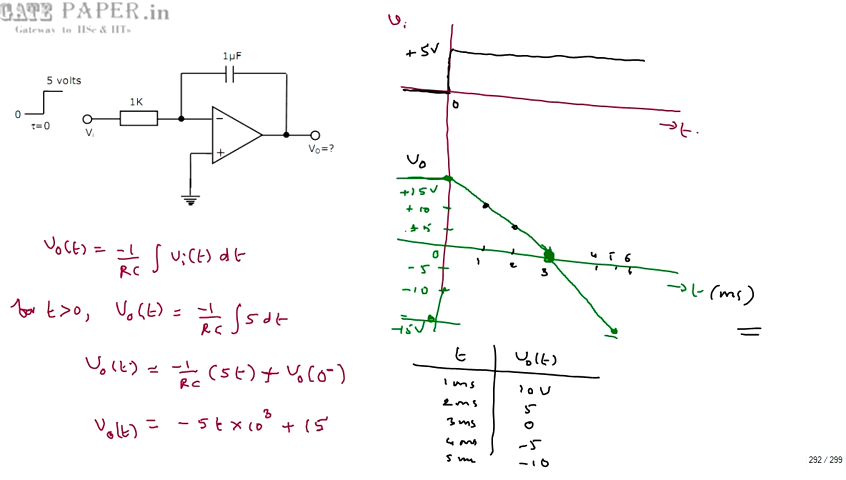 GATE PAPER.in
Gateway to IISc & IITs
5 volts
0
τ=0
1K
Vi
1µF
−
+
Vo=?
Vi
+5V
0
→t.
Vo
+15V
+10
+5
0
-5
-10
-15V
1 2 3 4 5 6
→t (ms)
Vo(t) = -1/RC ∫ Vi(t) dt
for t>0, Vo(t) = -1/RC ∫ 5 dt
Vo(t) = -1/RC (5t) + Vo(0⁻)
Vo(t) = -5t × 10³ + 15
t Vo(t)
1ms 10V
2ms 5
3ms 0
4ms -5
5m -10
292 / 299